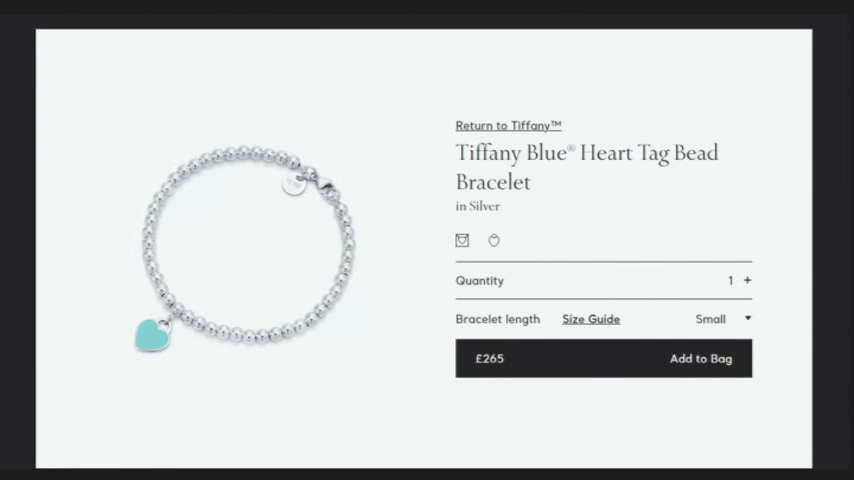 Return to Tiffany™
Tiffany Blue® Heart Tag Bead
Bracelet
in Silver
Quantity 1 +
Bracelet length Size Guide Small
£265 Add to Bag